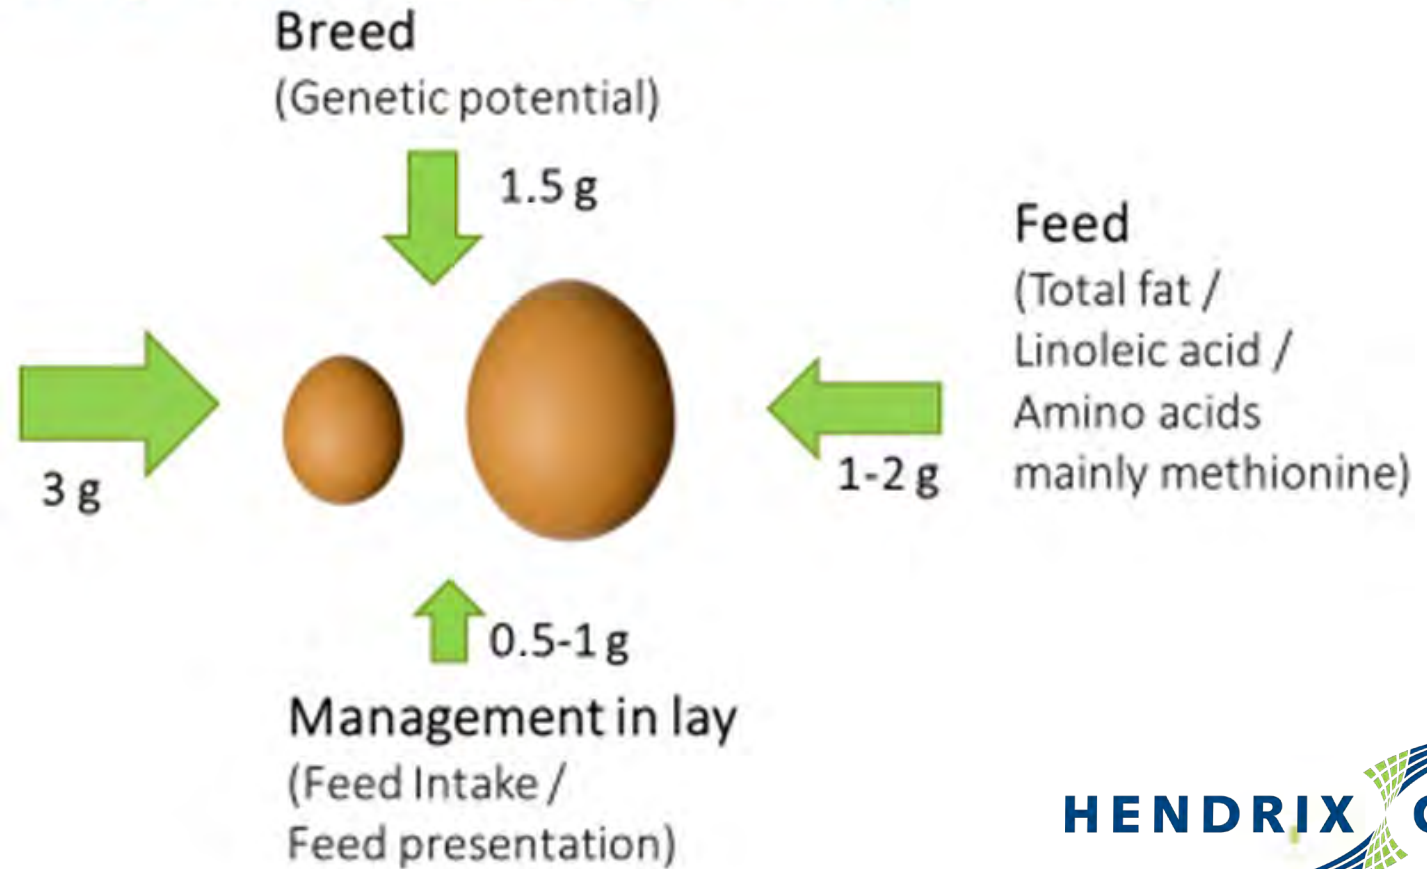 Breed
(Genetic potential)
1.5 g
Feed
(Total fat /
Linoleic acid /
Amino acids
mainly methionine)
3 g
1-2 g
0.5-1 g
Management in lay
(Feed Intake /
Feed presentation)
HENDRIX